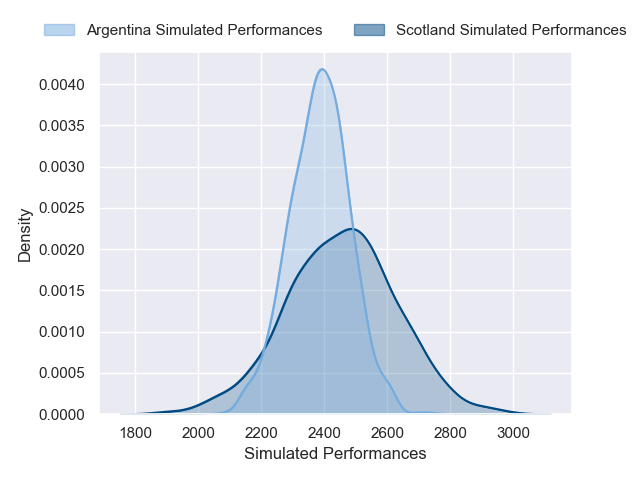 Argentina Simulated Performances Scotland Simulated Performances
0.0040
0.0035
0.0030
0.0025
0.0020
0.0015
0.0010
0.0005
0.0000
Density
1800 2000 2200 2400 2600 2800 3000
Simulated Performances